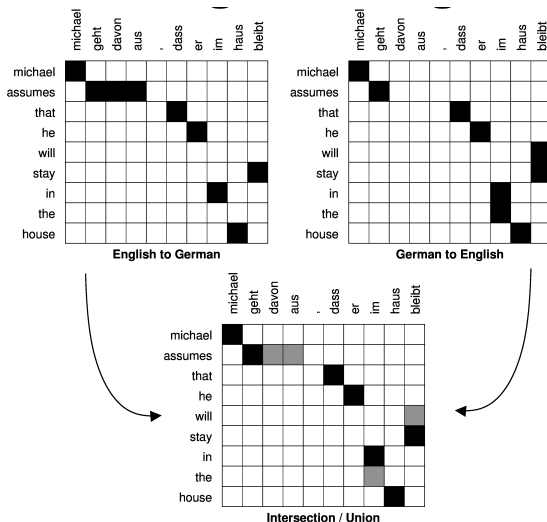 michael geht davon aus , dass er im haus bleibt
michael
assumes
that
he
will
stay
in
the
house
English to German
michael geht davon aus , dass er im haus bleibt
michael
assumes
that
he
will
stay
in
the
house
German to English
michael geht davon aus , dass er im haus bleibt
michael
assumes
that
he
will
stay
in
the
house
Intersection / Union